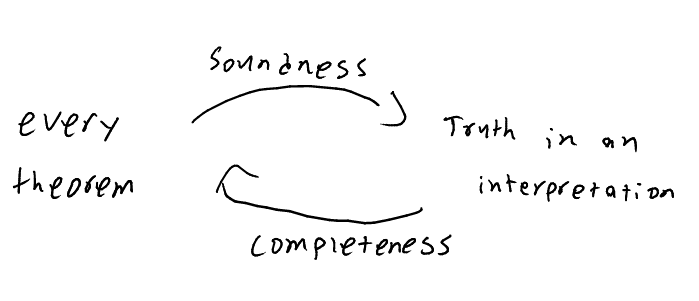 Soundness
every
theorem
Truth in an
interpretation
Completeness